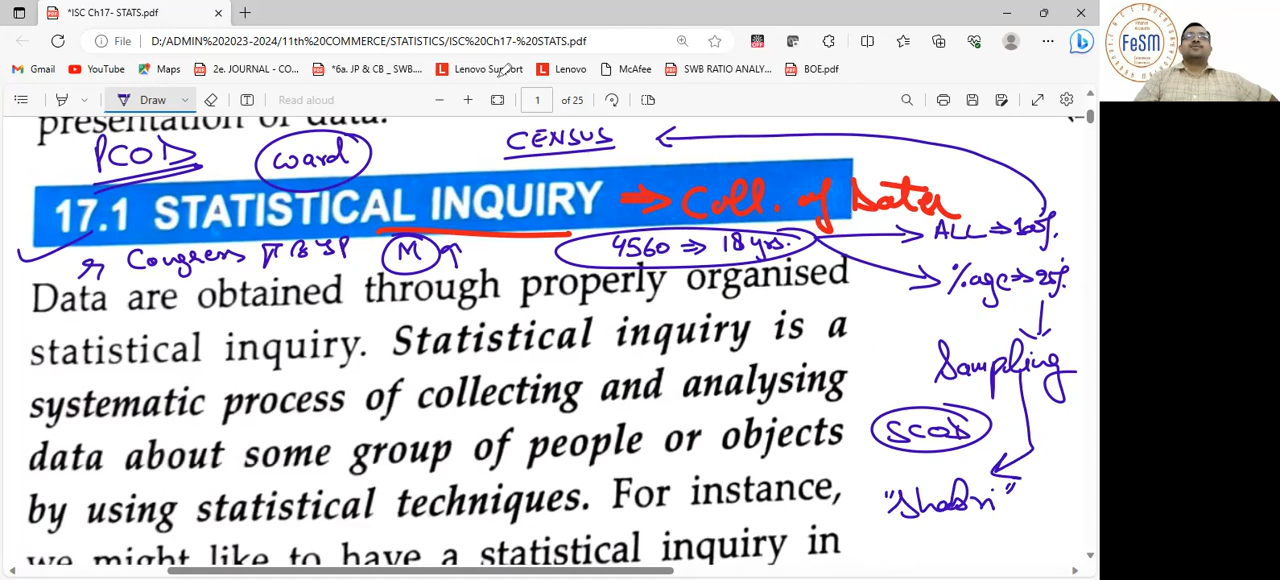 *ISC Ch17- STATS.pdf
File D:/ADMIN%202023-2024/11th%20COMMERCE/STATISTICS/ISC%20Ch17-%20STATS.pdf
Gmail YouTube Maps 2e. JOURNAL - CO... *6a. JP & CB _ SWB... Lenovo Support Lenovo McAfee SWB RATIO ANALY... BOE.pdf
Draw Read aloud 1 of 25
FeSM
presentation of data.
PCOD ward CENSUS
17.1 STATISTICAL INQUIRY ⇒ Coll. of Data
Congress BJP M ↑ 4560 ⇒ 18 yrs. ALL ⇒ 100%.
%age ⇒ 25%
Data are obtained through properly organised
statistical inquiry. Statistical inquiry is a
Sampling
systematic process of collecting and analysing
data about some group of people or objects
SCOD
by using statistical techniques. For instance,
"Shabri"
we might like to have a statistical inquiry in